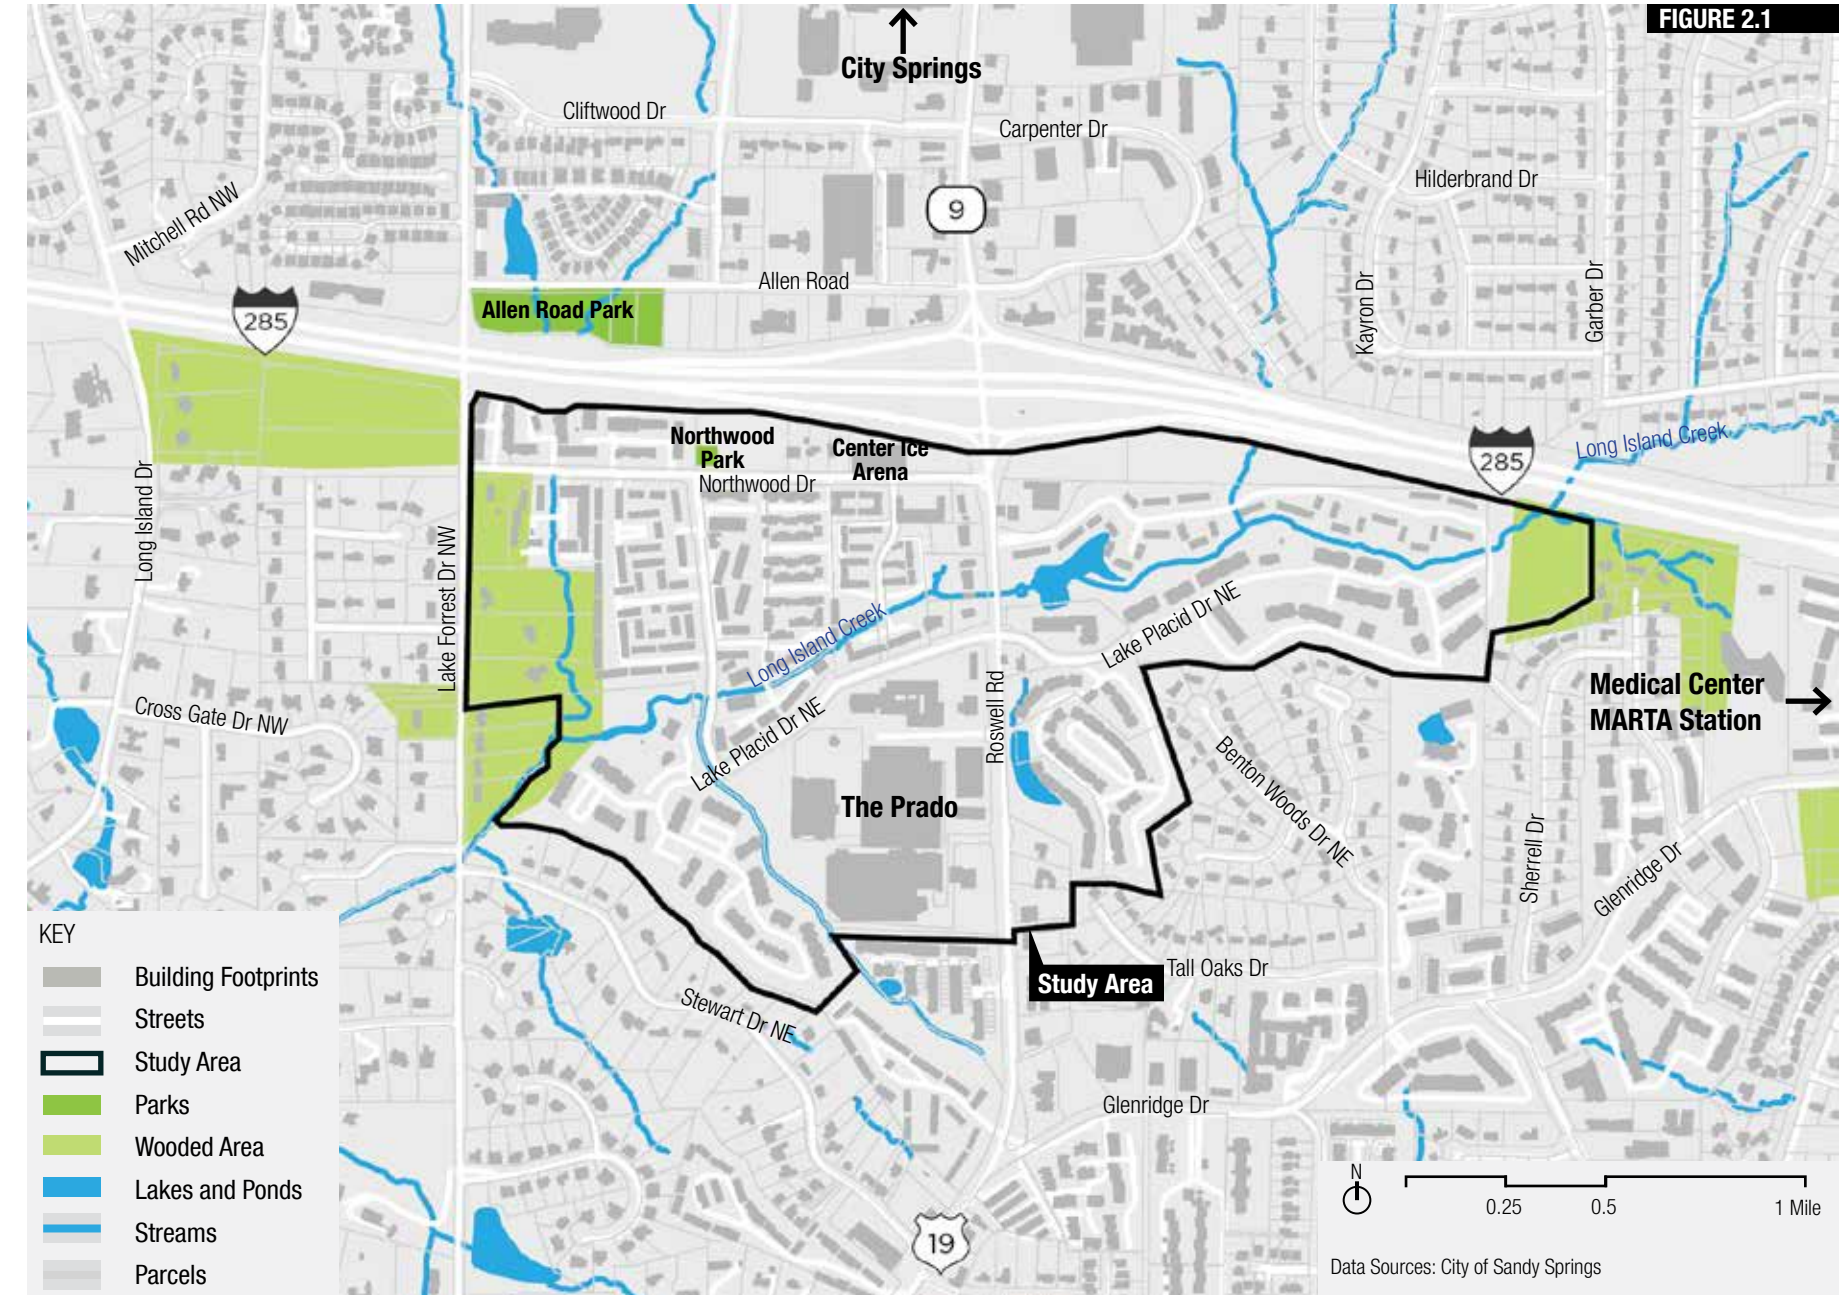 FIGURE 2.1
City Springs
Cliftwood Dr
Carpenter Dr
Hilderbrand Dr
Mitchell Rd NW
9
Allen Road
Kayron Dr
Garber Dr
285
Allen Road Park
Northwood
Park
Center Ice
Arena
Northwood Dr
Long Island Creek
285
Long Island Dr
Lake Forrest Dr NW
Long Island Creek
Lake Placid Dr NE
Cross Gate Dr NW
Lake Placid Dr NE
Roswell Rd
Medical Center
MARTA Station
Benton Woods Dr NE
The Prado
Sherrell Dr
Glenridge Dr
Study Area
Tall Oaks Dr
Stewart Dr NE
Glenridge Dr
19
KEY
Building Footprints
Streets
Study Area
Parks
Wooded Area
Lakes and Ponds
Streams
Parcels
N
0.25
0.5
1 Mile
Data Sources: City of Sandy Springs